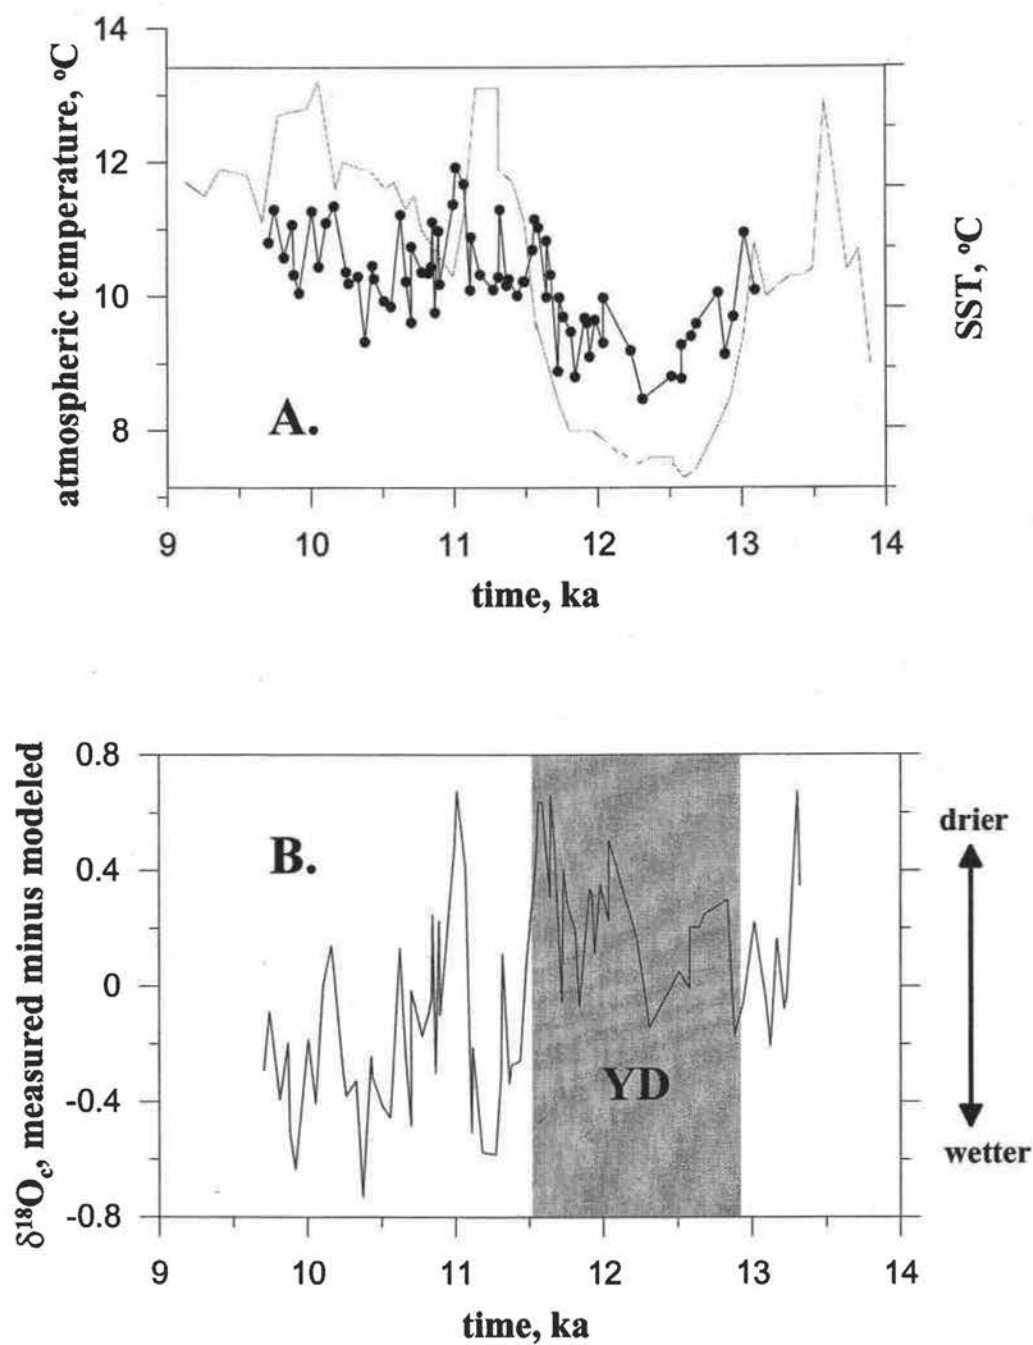 14
12
10
8
atmospheric temperature, °C
SST, °C
A.
9 10 11 12 13 14
time, ka
0.8
0.4
0
-0.4
-0.8
δ¹⁸Oc, measured minus modeled
B.
YD
drier
wetter
9 10 11 12 13 14
time, ka